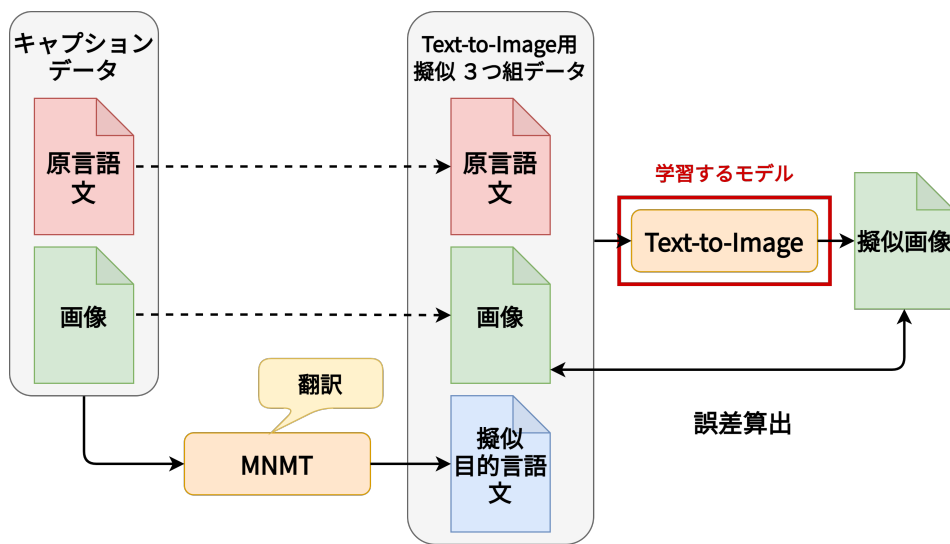 キャプション
データ
原言語
文
画像
翻訳
MNMT
Text-to-Image用
擬似 3つ組データ
原言語
文
画像
擬似
目的言語
文
学習するモデル
Text-to-Image
擬似画像
誤差算出